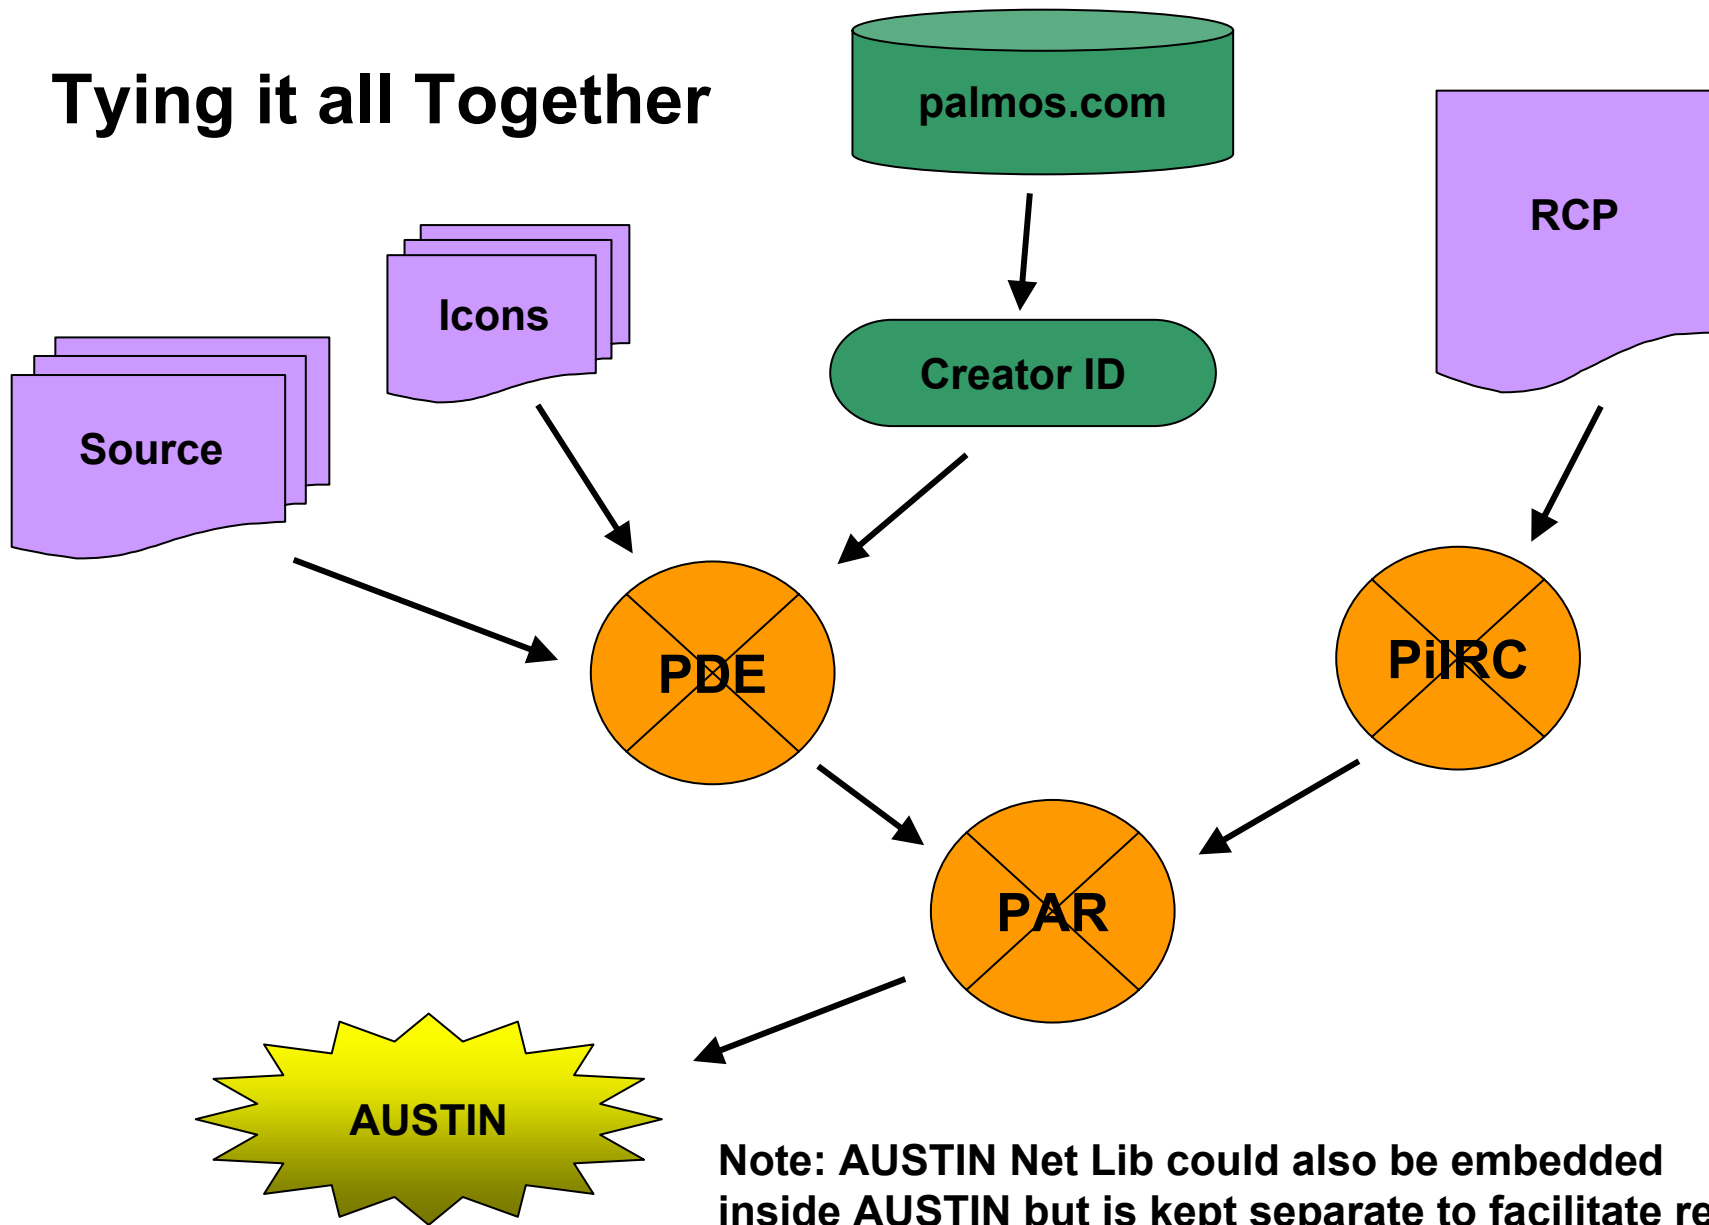 Tying it all Together
palmos.com
RCP
Icons
Creator ID
Source
PDE
PilRC
PAR
AUSTIN
Note: AUSTIN Net Lib could also be embedded
inside AUSTIN but is kept separate to facilitate